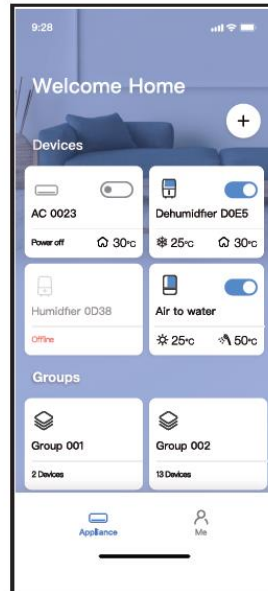 9:28
Welcome Home
+
Devices
AC 0023
Power off 30°C
Dehumidfier D0E5
25°C 30°C
Humidfier 0D38
Offine
Air to water
25°C 50°C
Groups
Group 001
2 Devices
Group 002
13 Devices
Appliance
Me